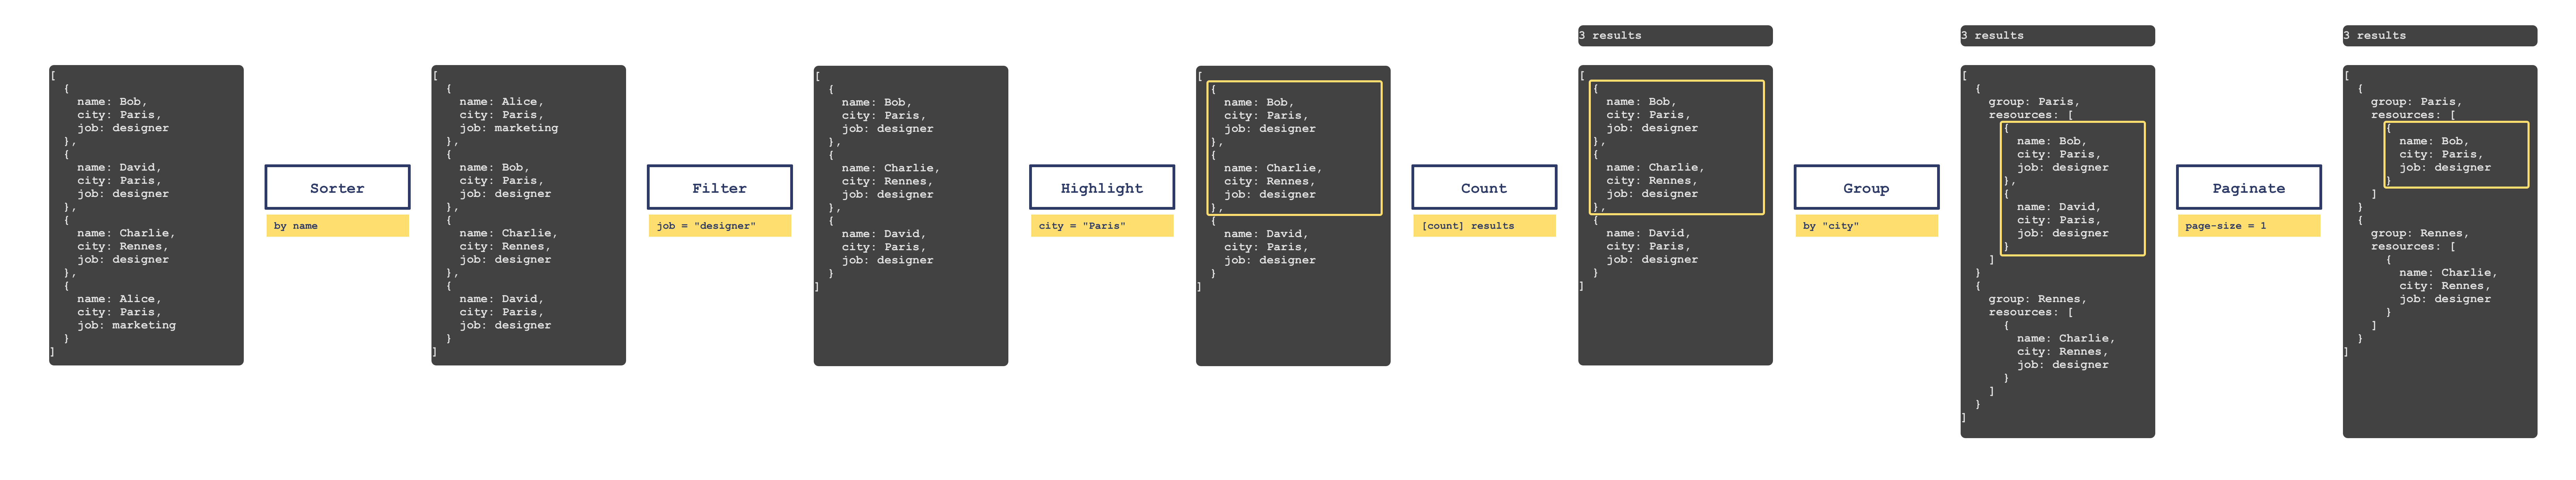 [
  {
    name: Bob,
    city: Paris,
    job: designer
  },
  {
    name: David,
    city: Paris,
    job: designer
  },
  {
    name: Charlie,
    city: Rennes,
    job: designer
  },
  {
    name: Alice,
    city: Paris,
    job: marketing
  }
]
Sorter
by name
[
  {
    name: Alice,
    city: Paris,
    job: marketing
  },
  {
    name: Bob,
    city: Paris,
    job: designer
  },
  {
    name: Charlie,
    city: Rennes,
    job: designer
  },
  {
    name: David,
    city: Paris,
    job: designer
  }
]
Filter
job = "designer"
[
  {
    name: Bob,
    city: Paris,
    job: designer
  },
  {
    name: Charlie,
    city: Rennes,
    job: designer
  },
  {
    name: David,
    city: Paris,
    job: designer
  }
]
Highlight
city = "Paris"
[
  {
    name: Bob,
    city: Paris,
    job: designer
  },
  {
    name: Charlie,
    city: Rennes,
    job: designer
  },
  {
    name: David,
    city: Paris,
    job: designer
  }
]
Count
[count] results
3 results
[
  {
    name: Bob,
    city: Paris,
    job: designer
  },
  {
    name: Charlie,
    city: Rennes,
    job: designer
  },
  {
    name: David,
    city: Paris,
    job: designer
  }
]
Group
by "city"
3 results
[
  {
    group: Paris,
    resources: [
      {
        name: Bob,
        city: Paris,
        job: designer
      },
      {
        name: David,
        city: Paris,
        job: designer
      }
    ]
  }
  {
    group: Rennes,
    resources: [
      {
        name: Charlie,
        city: Rennes,
        job: designer
      }
    ]
  }
]
Paginate
page-size = 1
3 results
[
  {
    group: Paris,
    resources: [
      {
        name: Bob,
        city: Paris,
        job: designer
      }
    ]
  }
  {
    group: Rennes,
    resources: [
      {
        name: Charlie,
        city: Rennes,
        job: designer
      }
    ]
  }
]